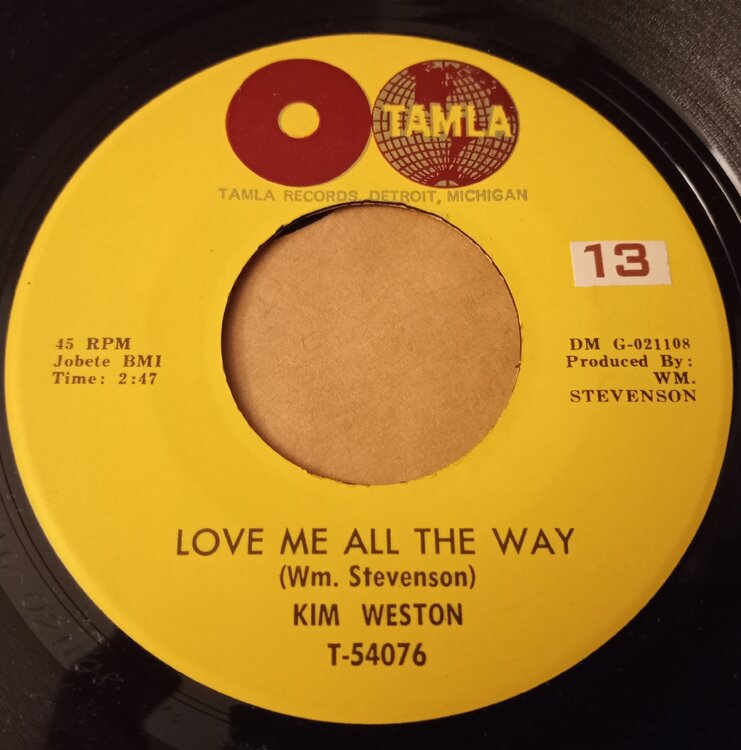 TAMLA
TAMLA RECORDS, DETROIT, MICHIGAN
13
45 RPM
Jobete BMI
Time: 2:47
DM G-021108
Produced By:
WM.
STEVENSON
LOVE ME ALL THE WAY
(Wm. Stevenson)
KIM WESTON
T-54076